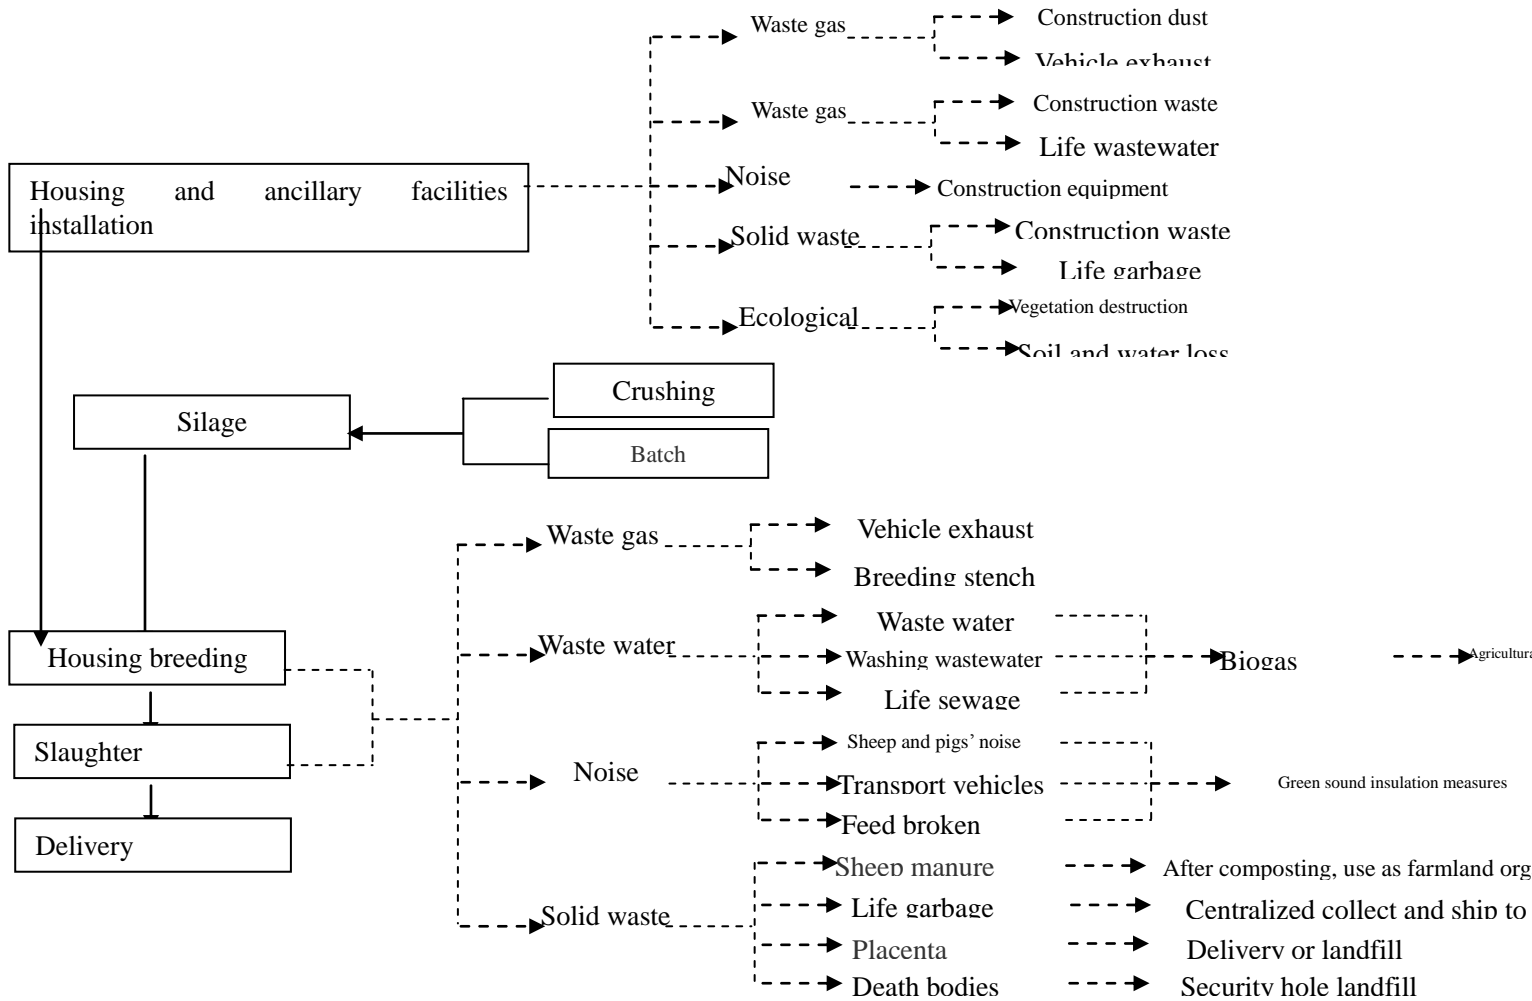 Waste gas
Construction dust
Vehicle exhaust
Waste gas
Construction waste
Life wastewater
Housing and ancillary facilities
installation
Noise
Construction equipment
Solid waste
Construction waste
Life garbage
Ecological
Vegetation destruction
Soil and water loss
Crushing
Silage
Batch
Waste gas
Vehicle exhaust
Breeding stench
Waste water
Waste water
Washing wastewater
Life sewage
Biogas
Housing breeding
Slaughter
Delivery
Noise
Sheep and pigs' noise
Transport vehicles
Feed broken
Green sound insulation measures
Solid waste
Sheep manure
After composting, use as farmland
Life garbage
Centralized collect and ship to
Placenta
Delivery or landfill
Death bodies
Security hole landfill